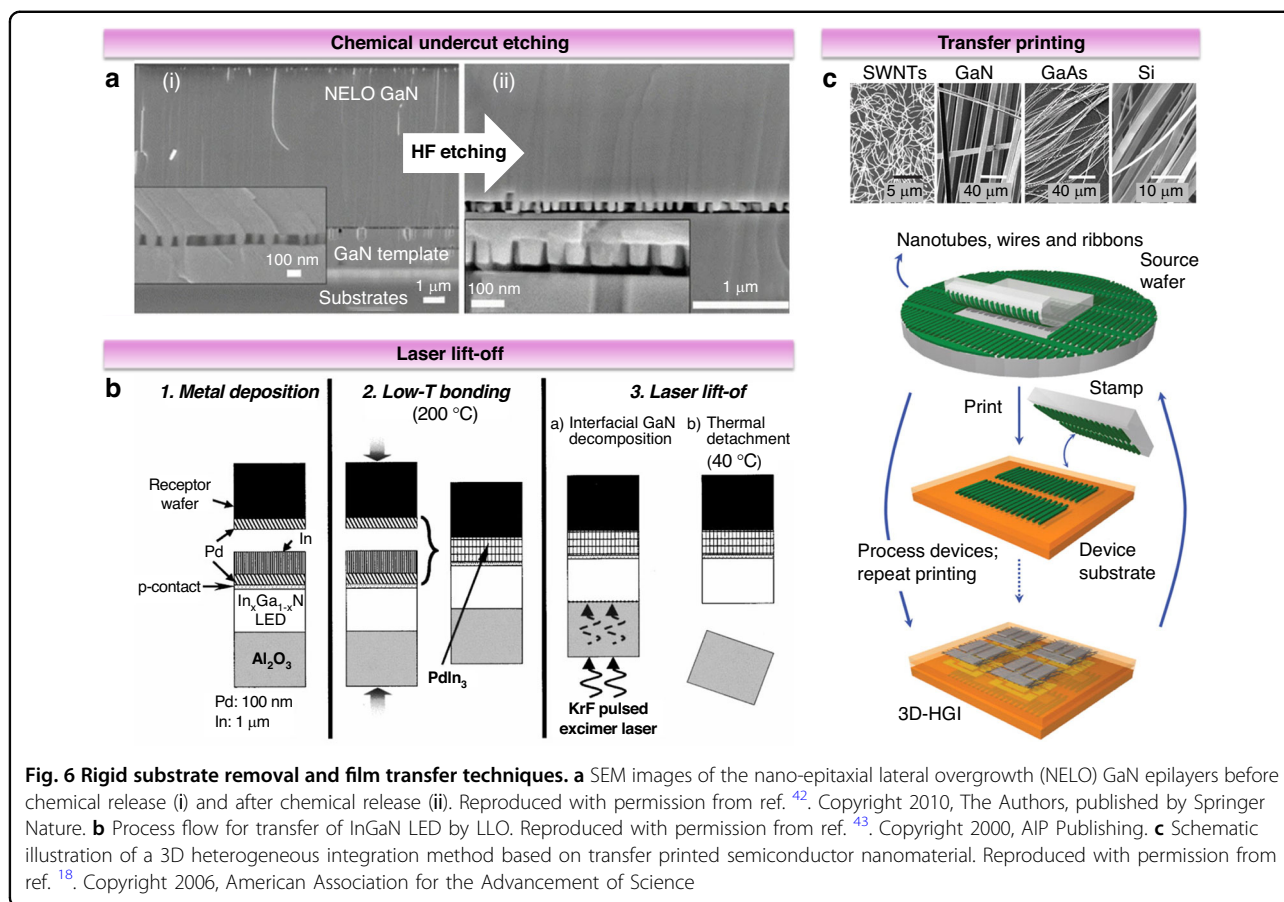 Chemical undercut etching
a
(i)
NELO GaN
HF etching
(ii)
100 nm
GaN template
1 μm
Substrates
100 nm
1 μm
Laser lift-off
b
1. Metal deposition
Receptor
wafer
Pd
In
p-contact
InxGa1-xN
LED
Al2O3
Pd: 100 nm
In: 1 μm
2. Low-T bonding
(200 °C)
PdIn3
3. Laser lift-of
a) Interfacial GaN
decomposition
b) Thermal
detachment
(40 °C)
KrF pulsed
excimer laser
Transfer printing
c
SWNTs GaN GaAs Si
5 μm 40 μm 40 μm 10 μm
Nanotubes, wires and ribbons
Source
wafer
Stamp
Print
Process devices;
repeat printing
Device
substrate
3D-HGI
Fig. 6 Rigid substrate removal and film transfer techniques. a SEM images of the nano-epitaxial lateral overgrowth (NELO) GaN epilayers before
chemical release (i) and after chemical release (ii). Reproduced with permission from ref. 42. Copyright 2010, The Authors, published by Springer
Nature. b Process flow for transfer of InGaN LED by LLO. Reproduced with permission from ref. 43. Copyright 2000, AIP Publishing. c Schematic
illustration of a 3D heterogeneous integration method based on transfer printed semiconductor nanomaterial. Reproduced with permission from
ref. 18. Copyright 2006, American Association for the Advancement of Science